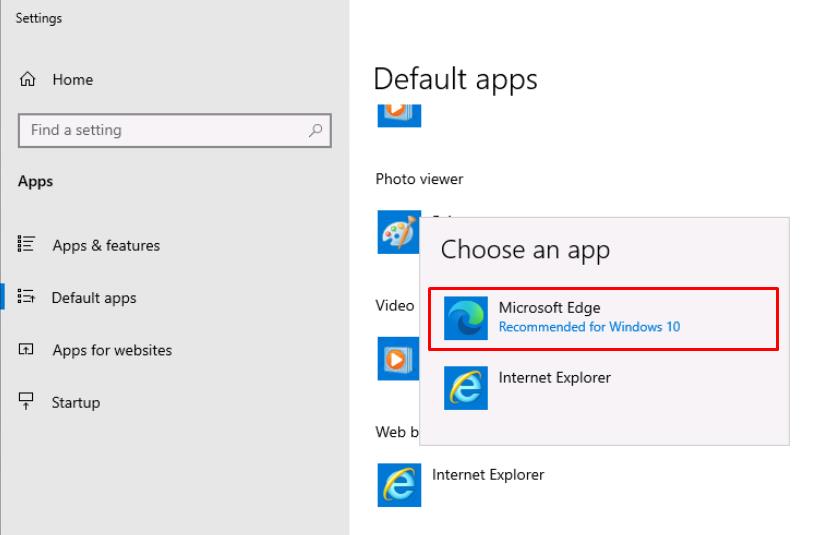 Settings
Home
Find a setting
Apps
Apps & features
Default apps
Apps for websites
Startup
Default apps
Photo viewer
Choose an app
Microsoft Edge
Recommended for Windows 10
Internet Explorer
Video
Web b
Internet Explorer